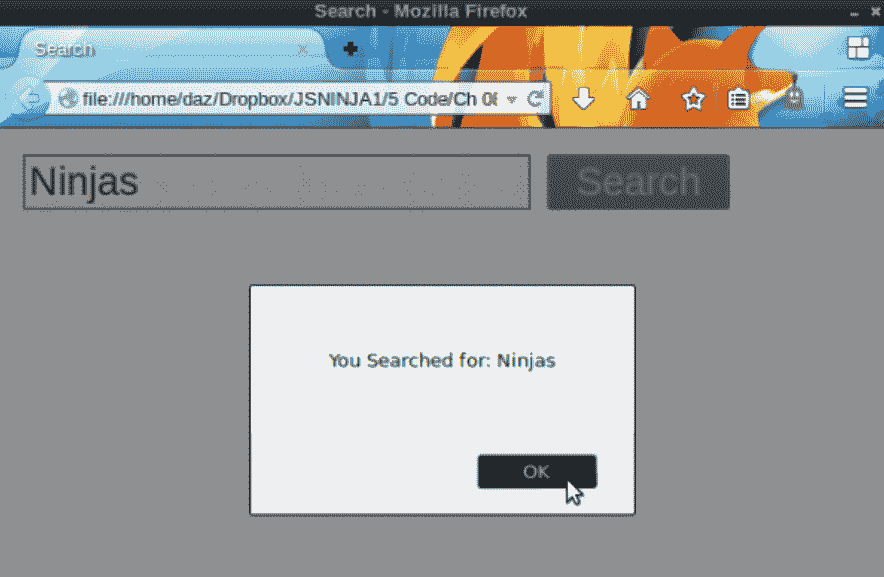 Search - Mozilla Firefox
Search
file:///home/daz/Dropbox/JSNINJA1/5 Code/Ch 0
Ninjas
Search
You Searched for: Ninjas
OK